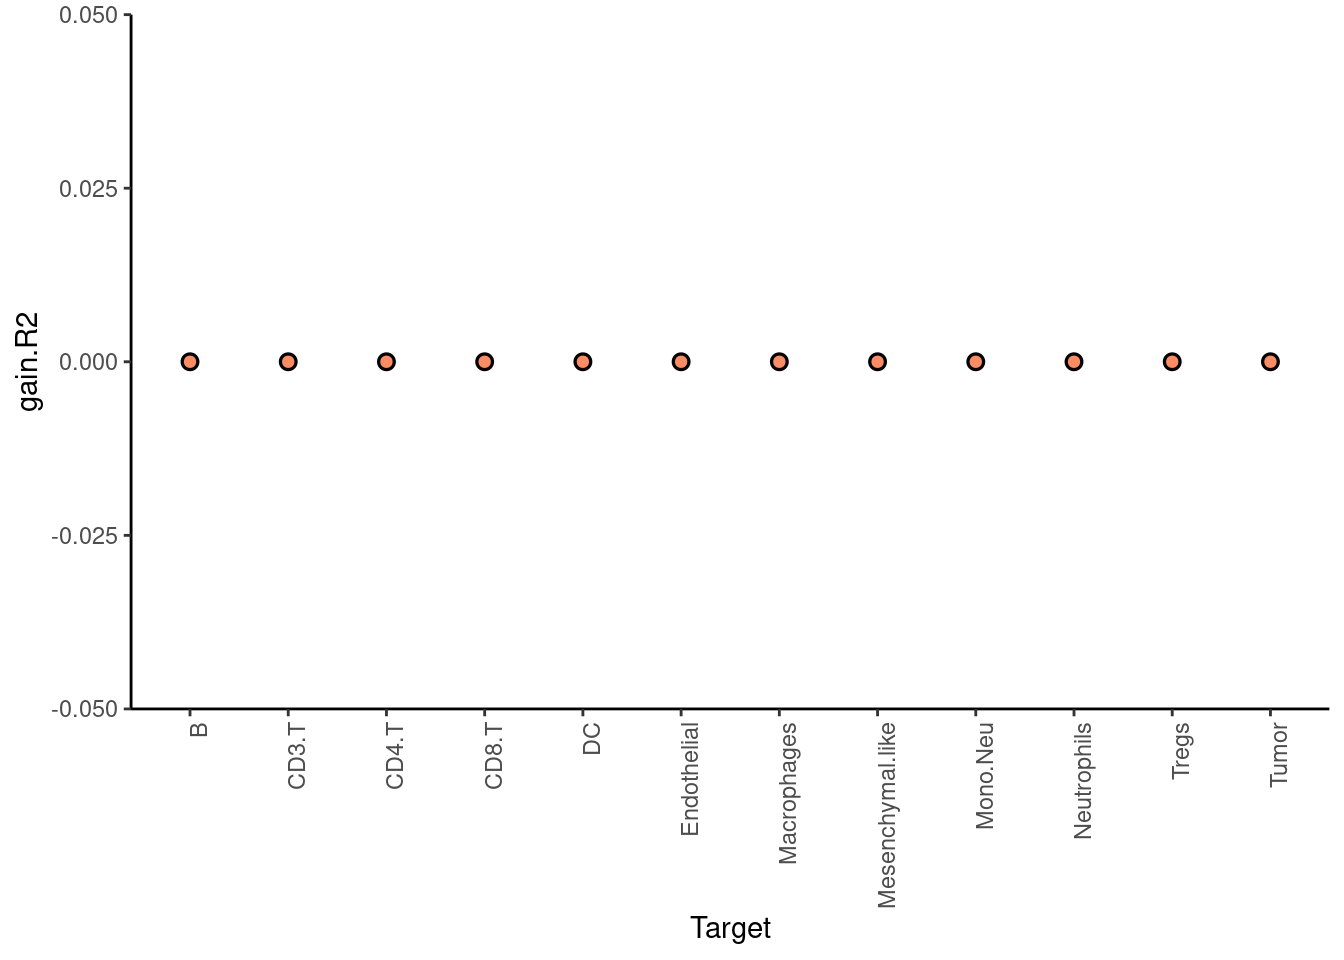 0.050
0.025
0.000
-0.025
-0.050
gain.R2
B
CD3.T
CD4.T
CD8.T
DC
Endothelial
Macrophages
Mesenchymal.like
Mono.Neu
Neutrophils
Tregs
Tumor
Target